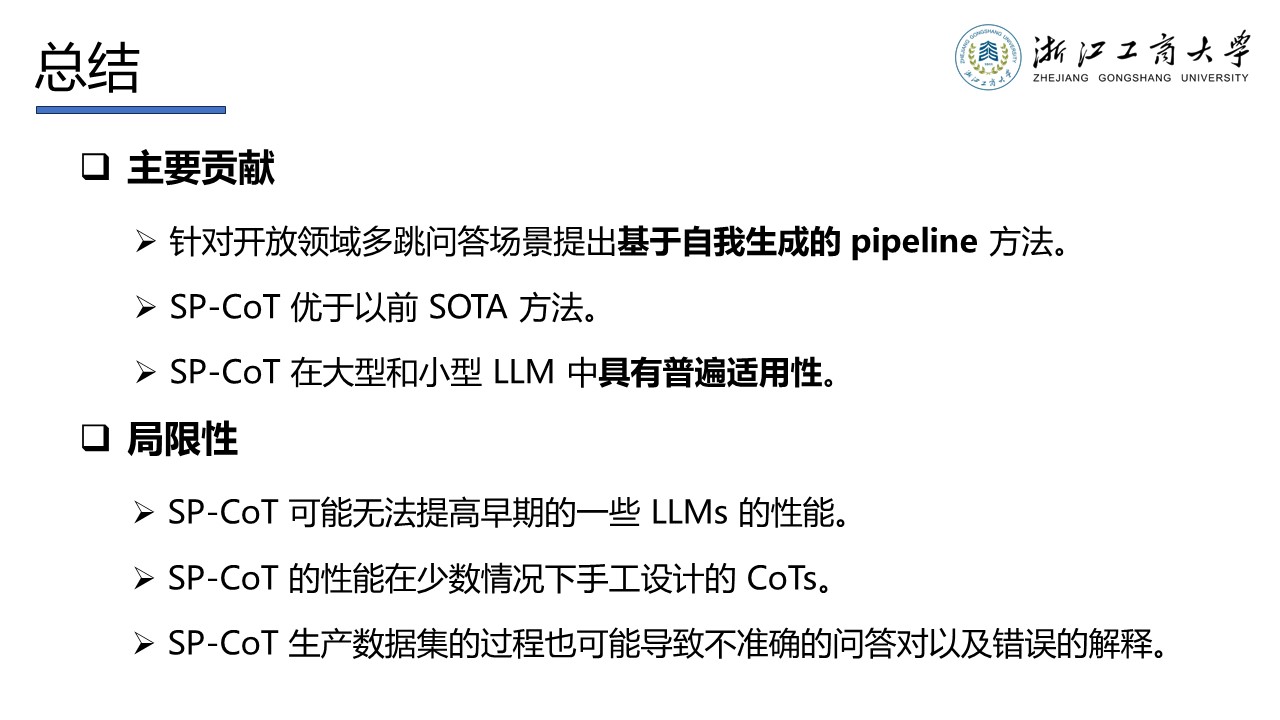 总结
浙江工商大学
ZHEJIANG GONGSHANG UNIVERSITY
主要贡献
针对开放领域多跳问答场景提出基于自我生成的 pipeline 方法。
SP-CoT 优于以前 SOTA 方法。
SP-CoT 在大型和小型 LLM 中具有普遍适用性。
局限性
SP-CoT 可能无法提高早期的一些 LLMs 的性能。
SP-CoT 的性能在少数情况下手工设计的 CoTs。
SP-CoT 生产数据集的过程也可能导致不准确的问答对以及错误的解释。